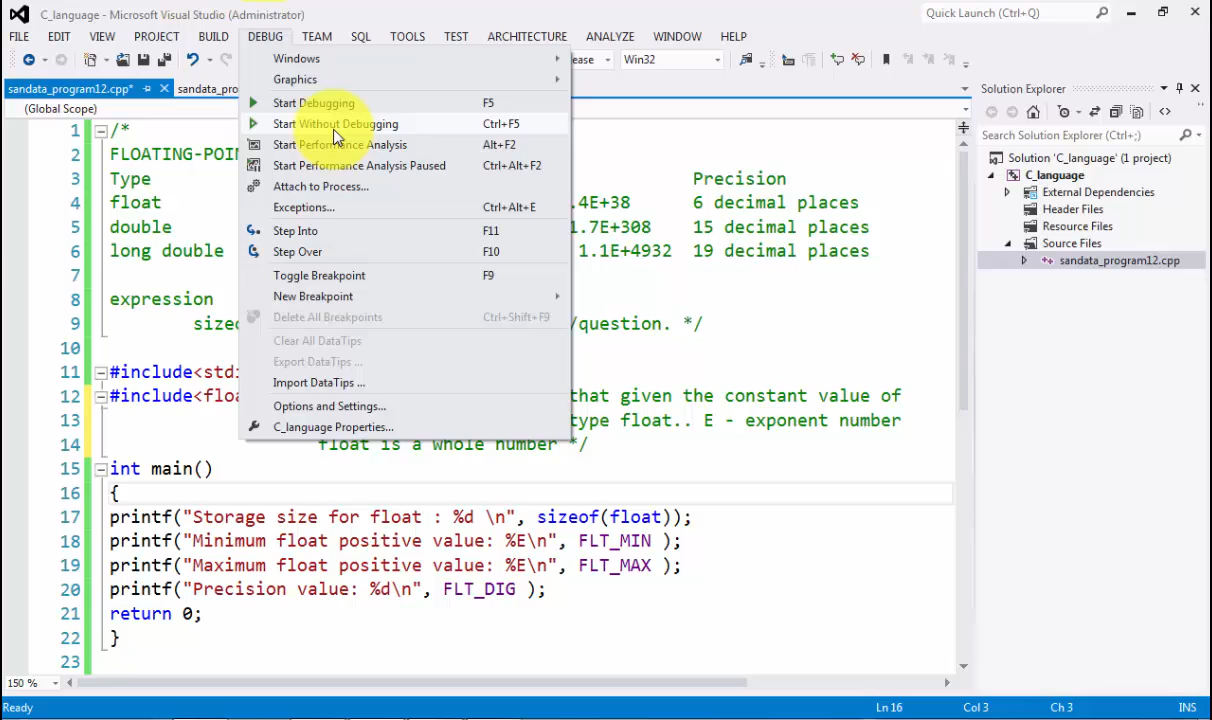 C_language - Microsoft Visual Studio (Administrator)
Quick Launch (Ctrl+Q)
FILE EDIT VIEW PROJECT BUILD DEBUG TEAM SQL TOOLS TEST ARCHITECTURE ANALYZE WINDOW HELP
ease Win32
sandata_program12.cpp*
sandata_pro
(Global Scope)
Windows
Graphics
Start Debugging F5
Start Without Debugging Ctrl+F5
Start Performance Analysis Alt+F2
Start Performance Analysis Paused Ctrl+Alt+F2
Attach to Process...
Exceptions... Ctrl+Alt+E
Step Into F11
Step Over F10
Toggle Breakpoint F9
New Breakpoint
Delete All Breakpoints Ctrl+Shift+F9
Clear All DataTips
Export DataTips ...
Import DataTips ...
Options and Settings...
C_language Properties...
1 /*
2 FLOATING-POI
3 Type Precision
4 float .4E+38 6 decimal places
5 double 1.7E+308 15 decimal places
6 long double 1.1E+4932 19 decimal places
7
8 expression
9 sizeo /question. */
10
11 #include<std
12 #include<floa that given the constant value of
13 type float.. E - exponent number
14 float is a whole number */
15 int main()
16 {
17 printf("Storage size for float : %d \n", sizeof(float));
18 printf("Minimum float positive value: %E\n", FLT_MIN );
19 printf("Maximum float positive value: %E\n", FLT_MAX );
20 printf("Precision value: %d\n", FLT_DIG );
21 return 0;
22 }
23
150 %
Solution Explorer
Search Solution Explorer (Ctrl+;)
Solution 'C_language' (1 project)
C_language
External Dependencies
Header Files
Resource Files
Source Files
sandata_program12.cpp
Ready Ln 16 Col 3 Ch 3 INS